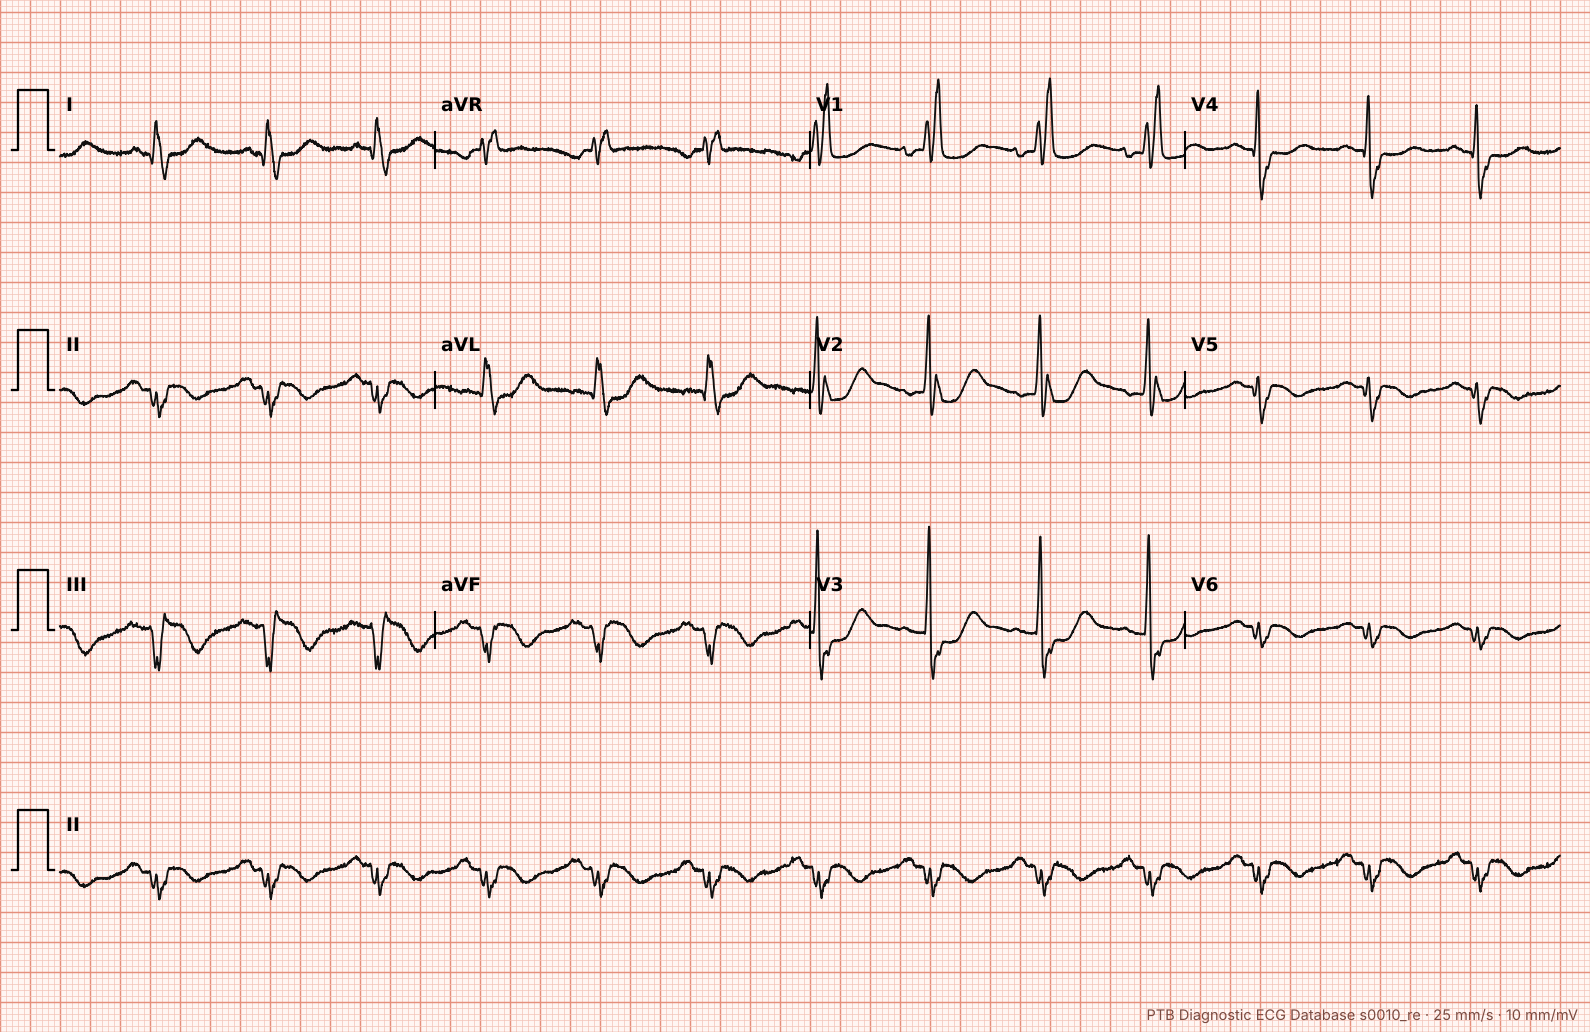 I aVR V1 V4
II aVL V2 V5
III aVF V3 V6
II
PTB Diagnostic ECG Database s0010_re · 25 mm/s · 10 mm/mV